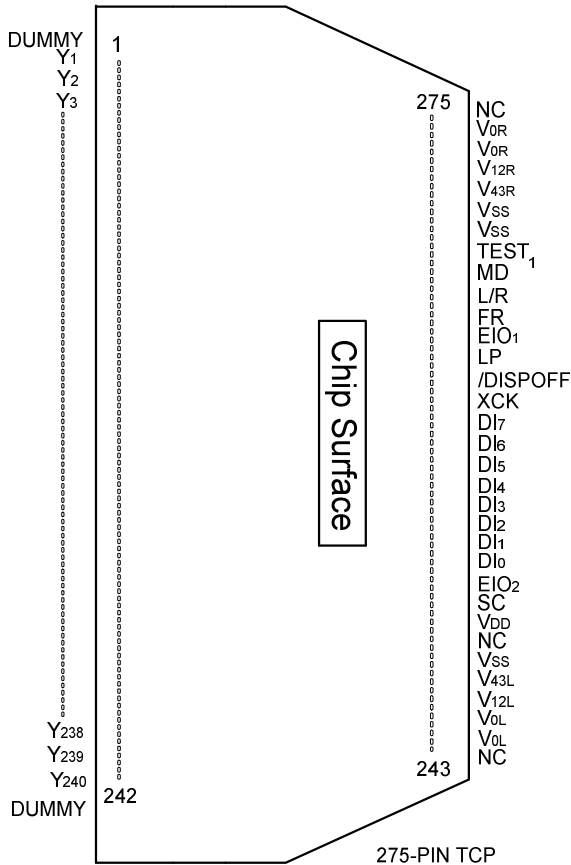 DUMMY
Y1
Y2
Y3
1
275
NC
V0R
V0R
V12R
V43R
VSS
VSS
TEST1
MD
L/R
FR
EIO1
LP
/DISPOFF
XCK
DI7
DI6
DI5
DI4
DI3
DI2
DI1
DI0
EIO2
SC
VDD
NC
VSS
V43L
V12L
V0L
V0L
NC
Chip Surface
Y238
Y239
Y240
DUMMY
242
243
275-PIN TCP